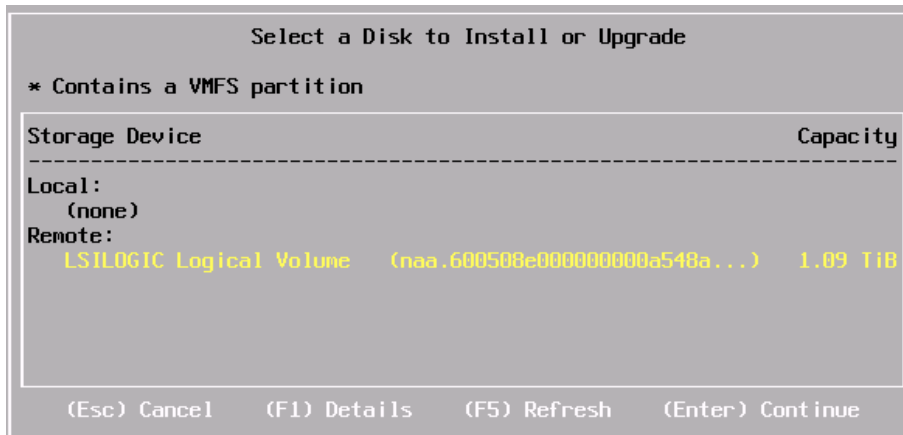 Select a Disk to Install or Upgrade
* Contains a VMFS partition
Storage Device Capacity
--------------------------------------------------------------------
Local:
(none)
Remote:
LSILOGIC Logical Volume (naa.600508e000000000a548a...) 1.09 TiB
(Esc) Cancel (F1) Details (F5) Refresh (Enter) Continue